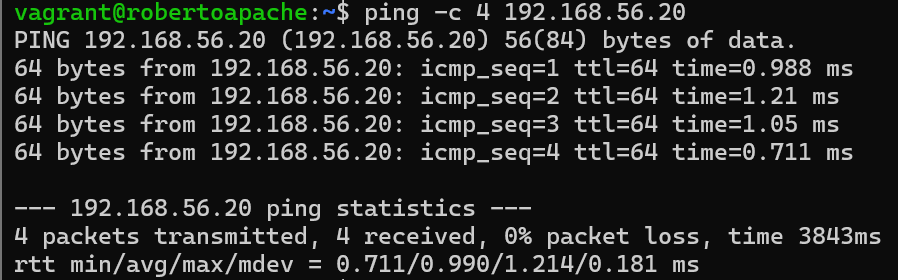 vagrant@robertoapache:~$ ping -c 4 192.168.56.20
PING 192.168.56.20 (192.168.56.20) 56(84) bytes of data.
64 bytes from 192.168.56.20: icmp_seq=1 ttl=64 time=0.988 ms
64 bytes from 192.168.56.20: icmp_seq=2 ttl=64 time=1.21 ms
64 bytes from 192.168.56.20: icmp_seq=3 ttl=64 time=1.05 ms
64 bytes from 192.168.56.20: icmp_seq=4 ttl=64 time=0.711 ms

--- 192.168.56.20 ping statistics ---
4 packets transmitted, 4 received, 0% packet loss, time 3843ms
rtt min/avg/max/mdev = 0.711/0.990/1.214/0.181 ms